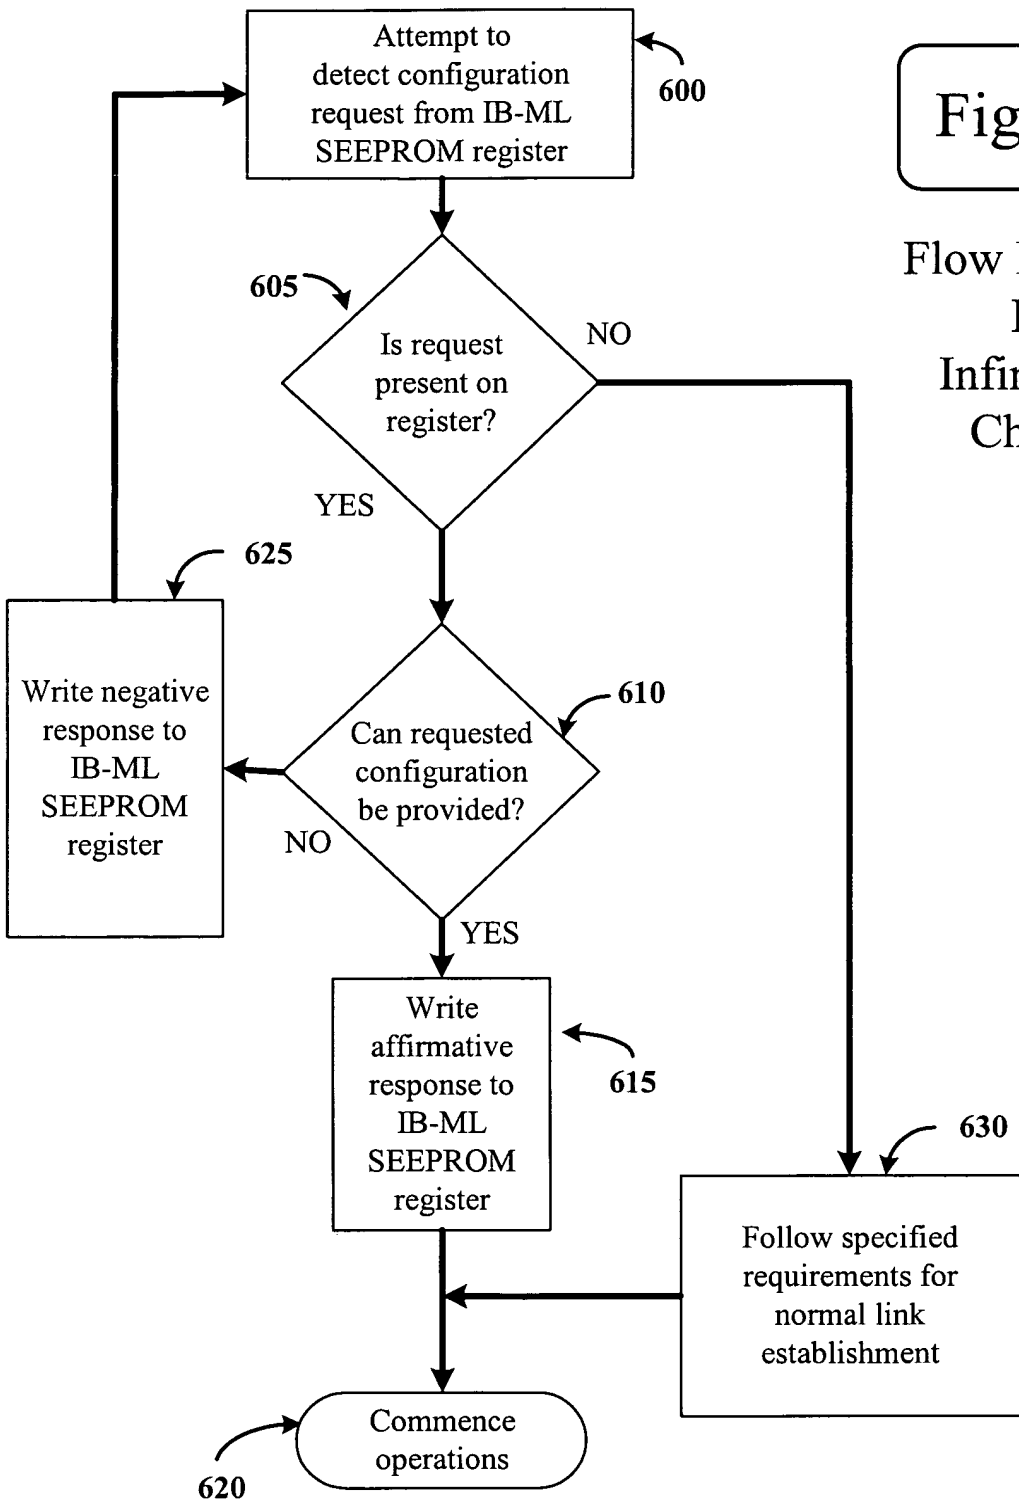 Attempt to
detect configuration
request from IB-ML
SEEPROM register
600
Fig
Flow
605
Is request
present on
register?
NO
Infin
Ch
YES
625
Write negative
response to
IB-ML
SEEPROM
register
610
Can requested
configuration
be provided?
NO
YES
Write
affirmative
response to
IB-ML
SEEPROM
register
615
630
Follow specified
requirements for
normal link
establishment
Commence
operations
620